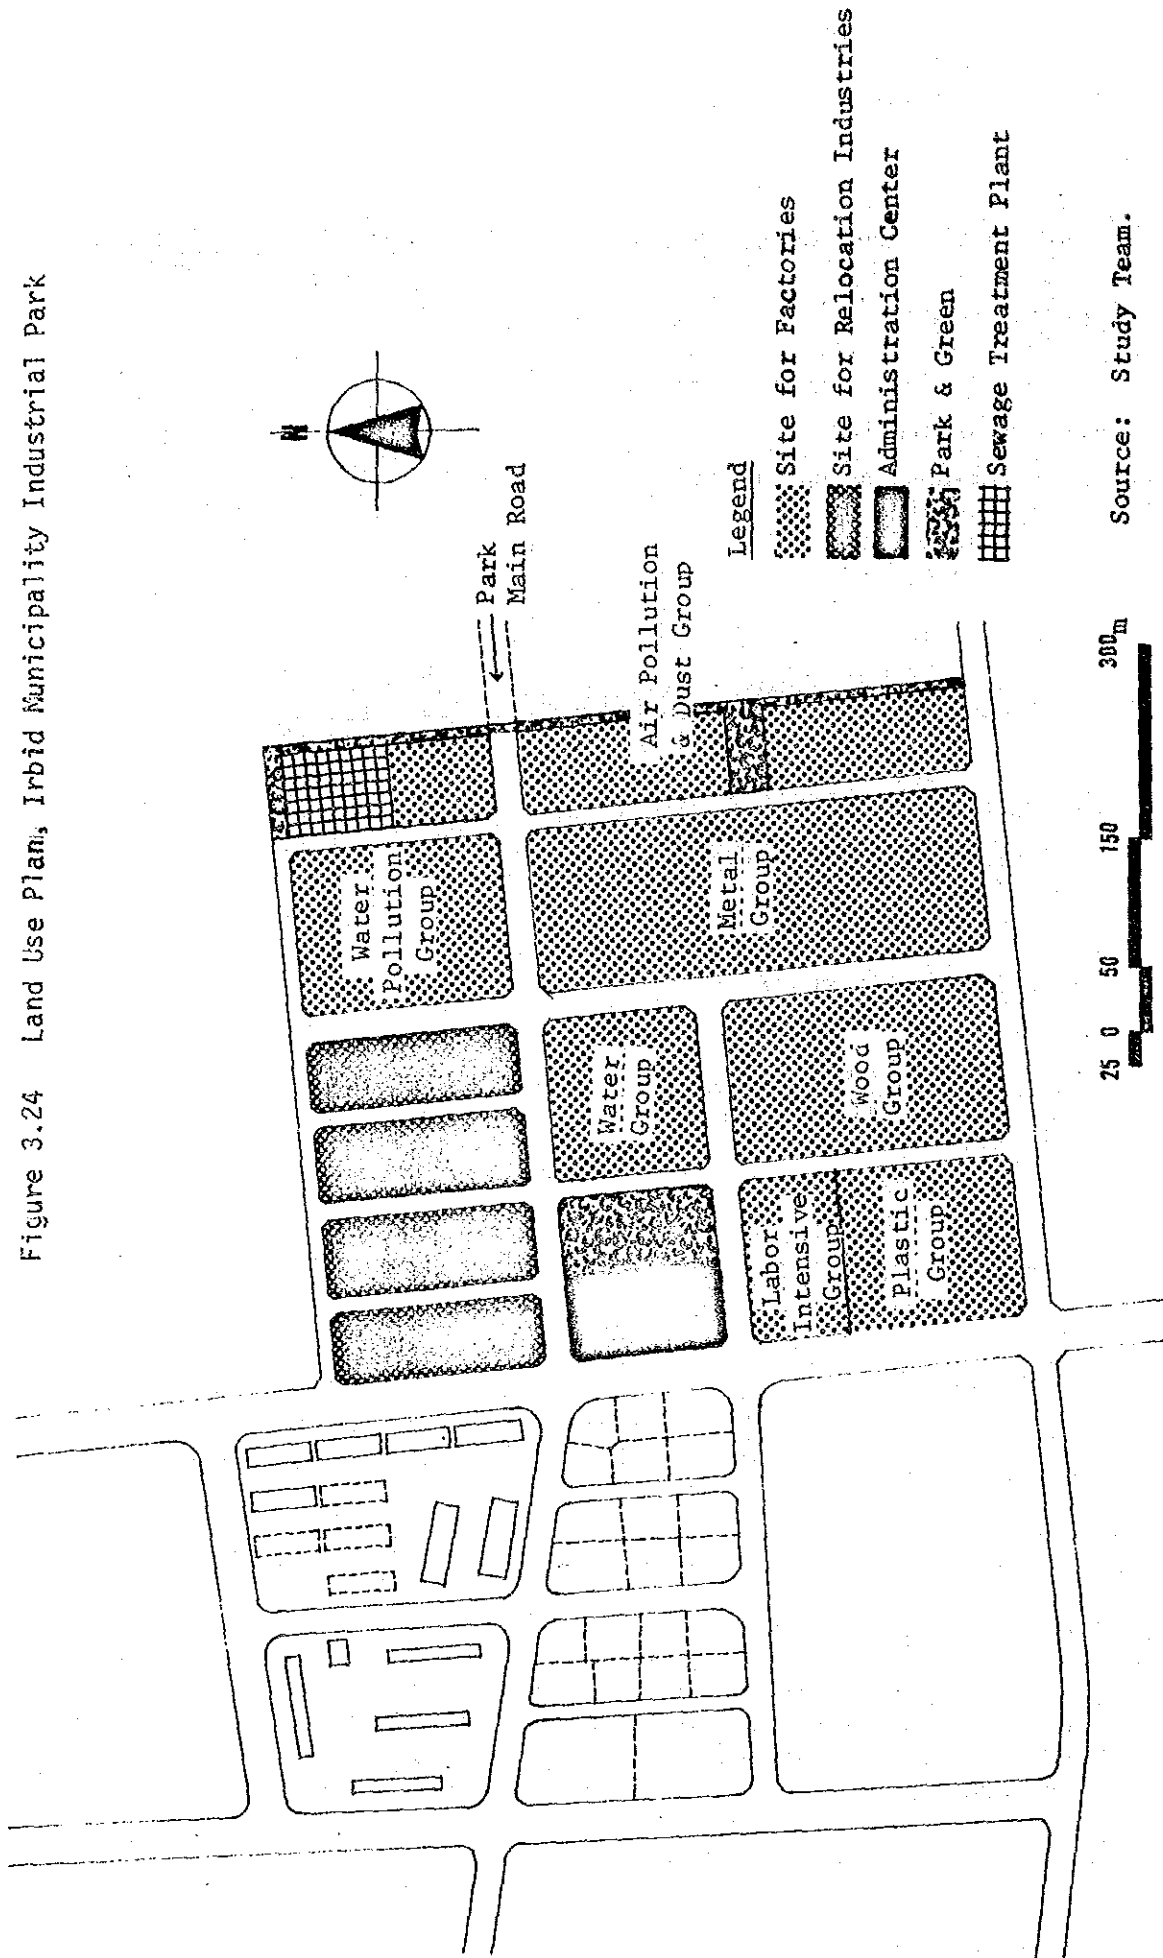 Figure 3.24 Land Use Plan, Irbid Municipality Industrial Park
N
Park
Main Road
Air Pollution
& Dust Group
Water
Pollution
Group
Metal
Group
Water
Group
Wood
Group
Labor
Intensive
Group
Plastic
Group
Legend
Site for Factories
Site for Relocation Industries
Administration Center
Park & Green
Sewage Treatment Plant
25 0 50 150 300m
Source: Study Team.